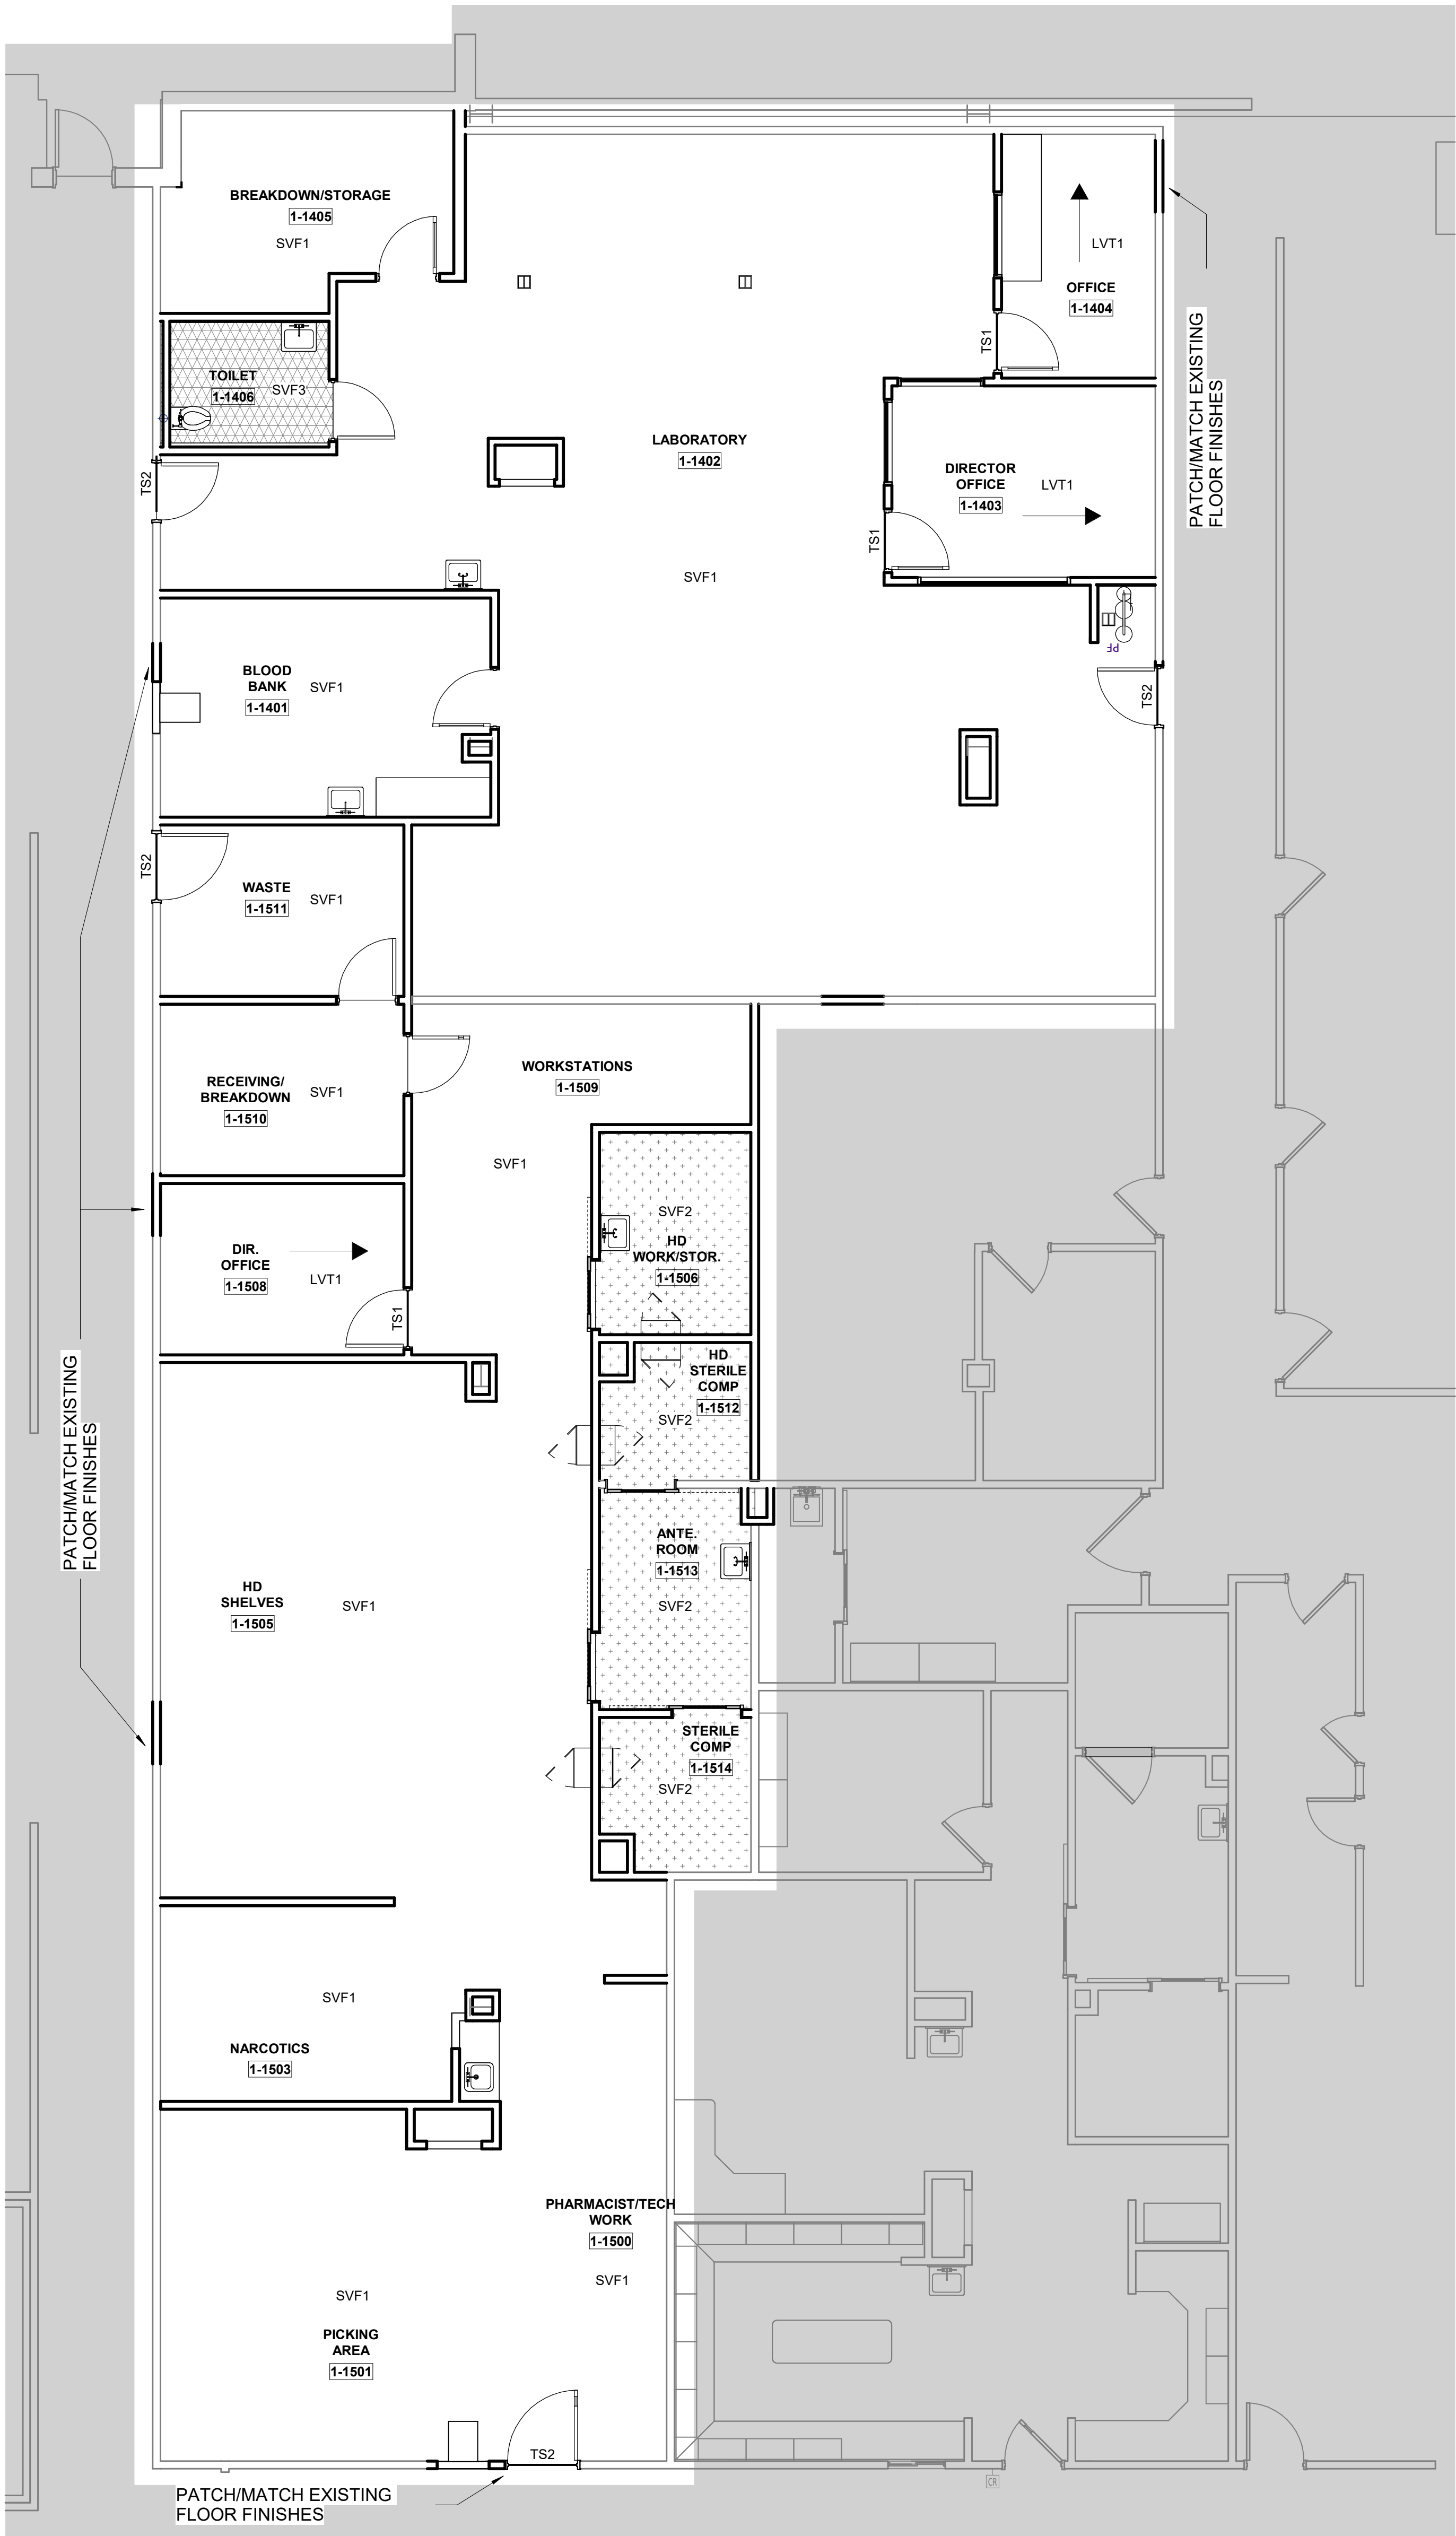 BREAKDOWN/STORAGE
1-1405
SVF1
LVT1
OFFICE
1-1404
TS1
PATCH/MATCH EXISTING
FLOOR FINISHES
TOILET
1-1406
SVF3
LABORATORY
1-1402
SVF1
DIRECTOR
OFFICE
1-1403
LVT1
TS1
TS2
PF
TS2
BLOOD
BANK
1-1401
SVF1
TS2
WASTE
1-1511
SVF1
RECEIVING/
BREAKDOWN
1-1510
SVF1
WORKSTATIONS
1-1509
SVF1
SVF2
HD
WORK/STOR.
1-1506
DIR.
OFFICE
1-1508
LVT1
TS1
HD
STERILE
COMP
1-1512
SVF2
PATCH/MATCH EXISTING
FLOOR FINISHES
ANTE.
ROOM
1-1513
SVF2
HD
SHELVES
1-1505
SVF1
STERILE
COMP
1-1514
SVF2
SVF1
NARCOTICS
1-1503
PHARMACIST/TECH
WORK
1-1500
SVF1
SVF1
PICKING
AREA
1-1501
TS2
CR
PATCH/MATCH EXISTING
FLOOR FINISHES